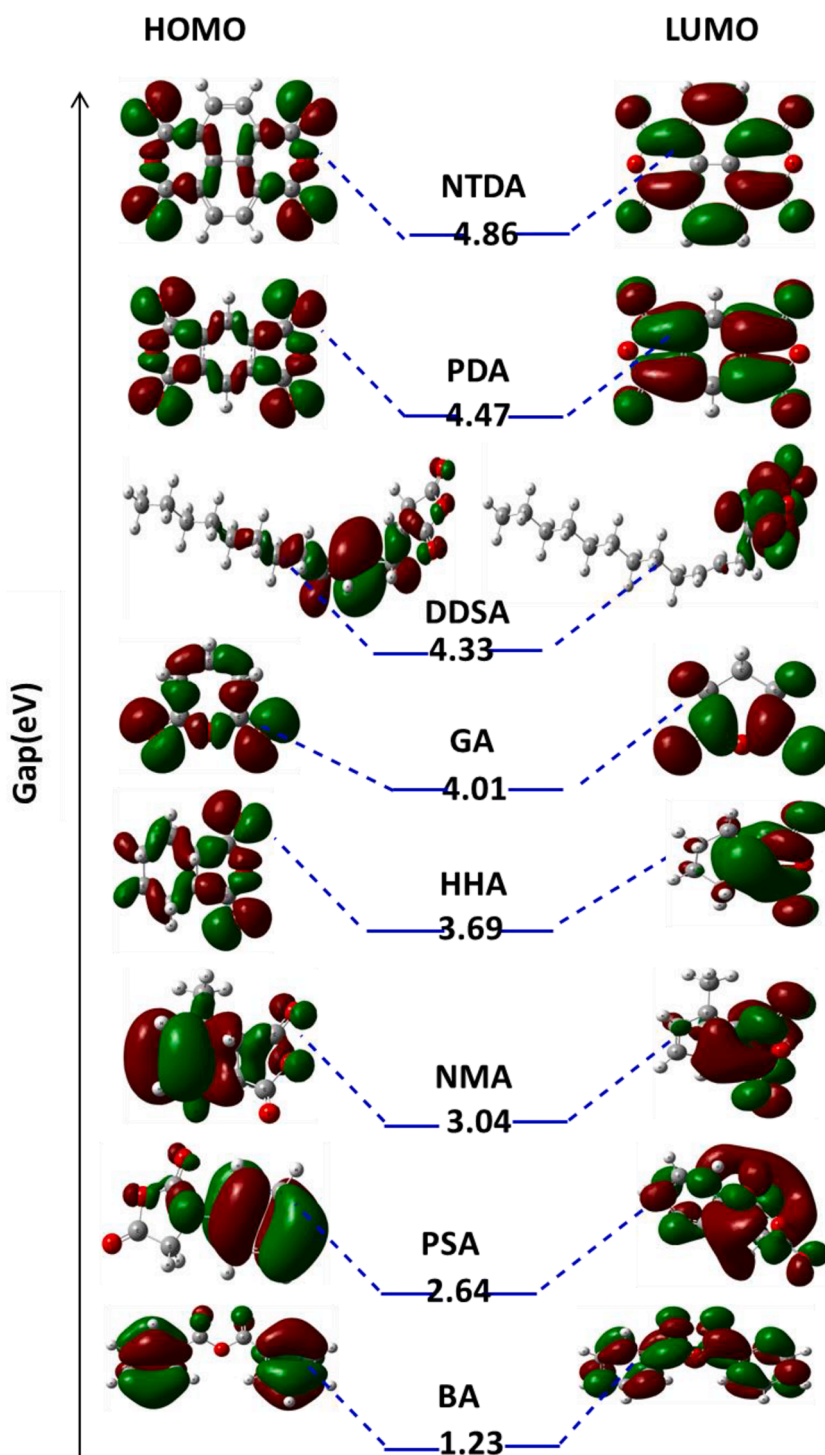 HOMO
LUMO
Gap(eV)
NTDA
4.86
PDA
4.47
DDSA
4.33
GA
4.01
HHA
3.69
NMA
3.04
PSA
2.64
BA
1.23